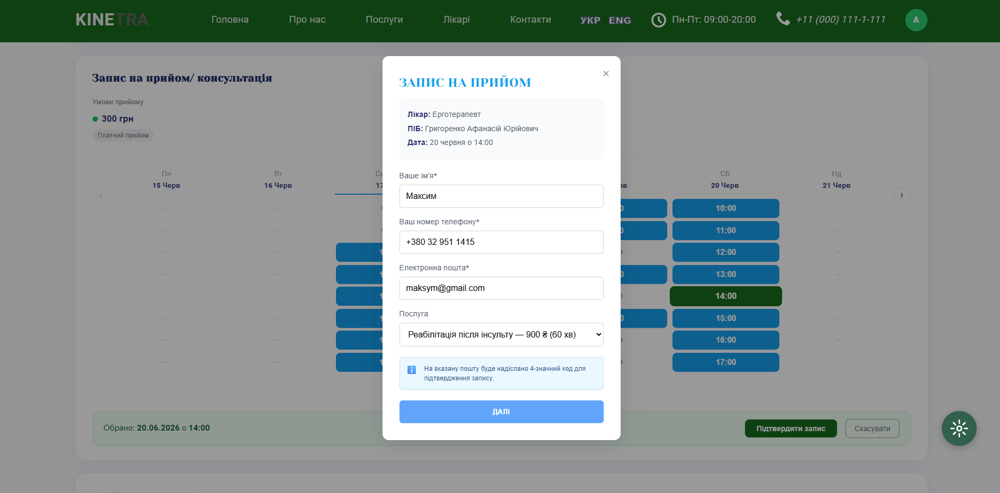 KINETRA
Головна Про нас Послуги Лікарі Контакти УКР / ENG Пн-Пт: 09:00-20:00 +11 (000) 111-1-111 A
Запис на прийом/ консультація
Умови прийому
300 грн
Платний прийом
Пн Вт Сб Нд
15 Черв 16 Черв 20 Черв 21 Черв
10:00
11:00
12:00
13:00
14:00
15:00
16:00
17:00
Обрано: 20.06.2026 о 14:00
Підтвердити запис Скасувати
×
ЗАПИС НА ПРИЙОМ
Лікар: Ерготерапевт
ПІБ: Григоренко Афанасій Юрійович
Дата: 20 червня о 14:00
Ваше ім'я*
Максим
Ваш номер телефону*
+380 32 951 1415
Електронна пошта*
maksym@gmail.com
Послуга
Реабілітація після інсульту — 900 ₴ (60 хв)
На вказану пошту буде надіслано 4-значний код для
підтвердження запису.
ДАЛІ